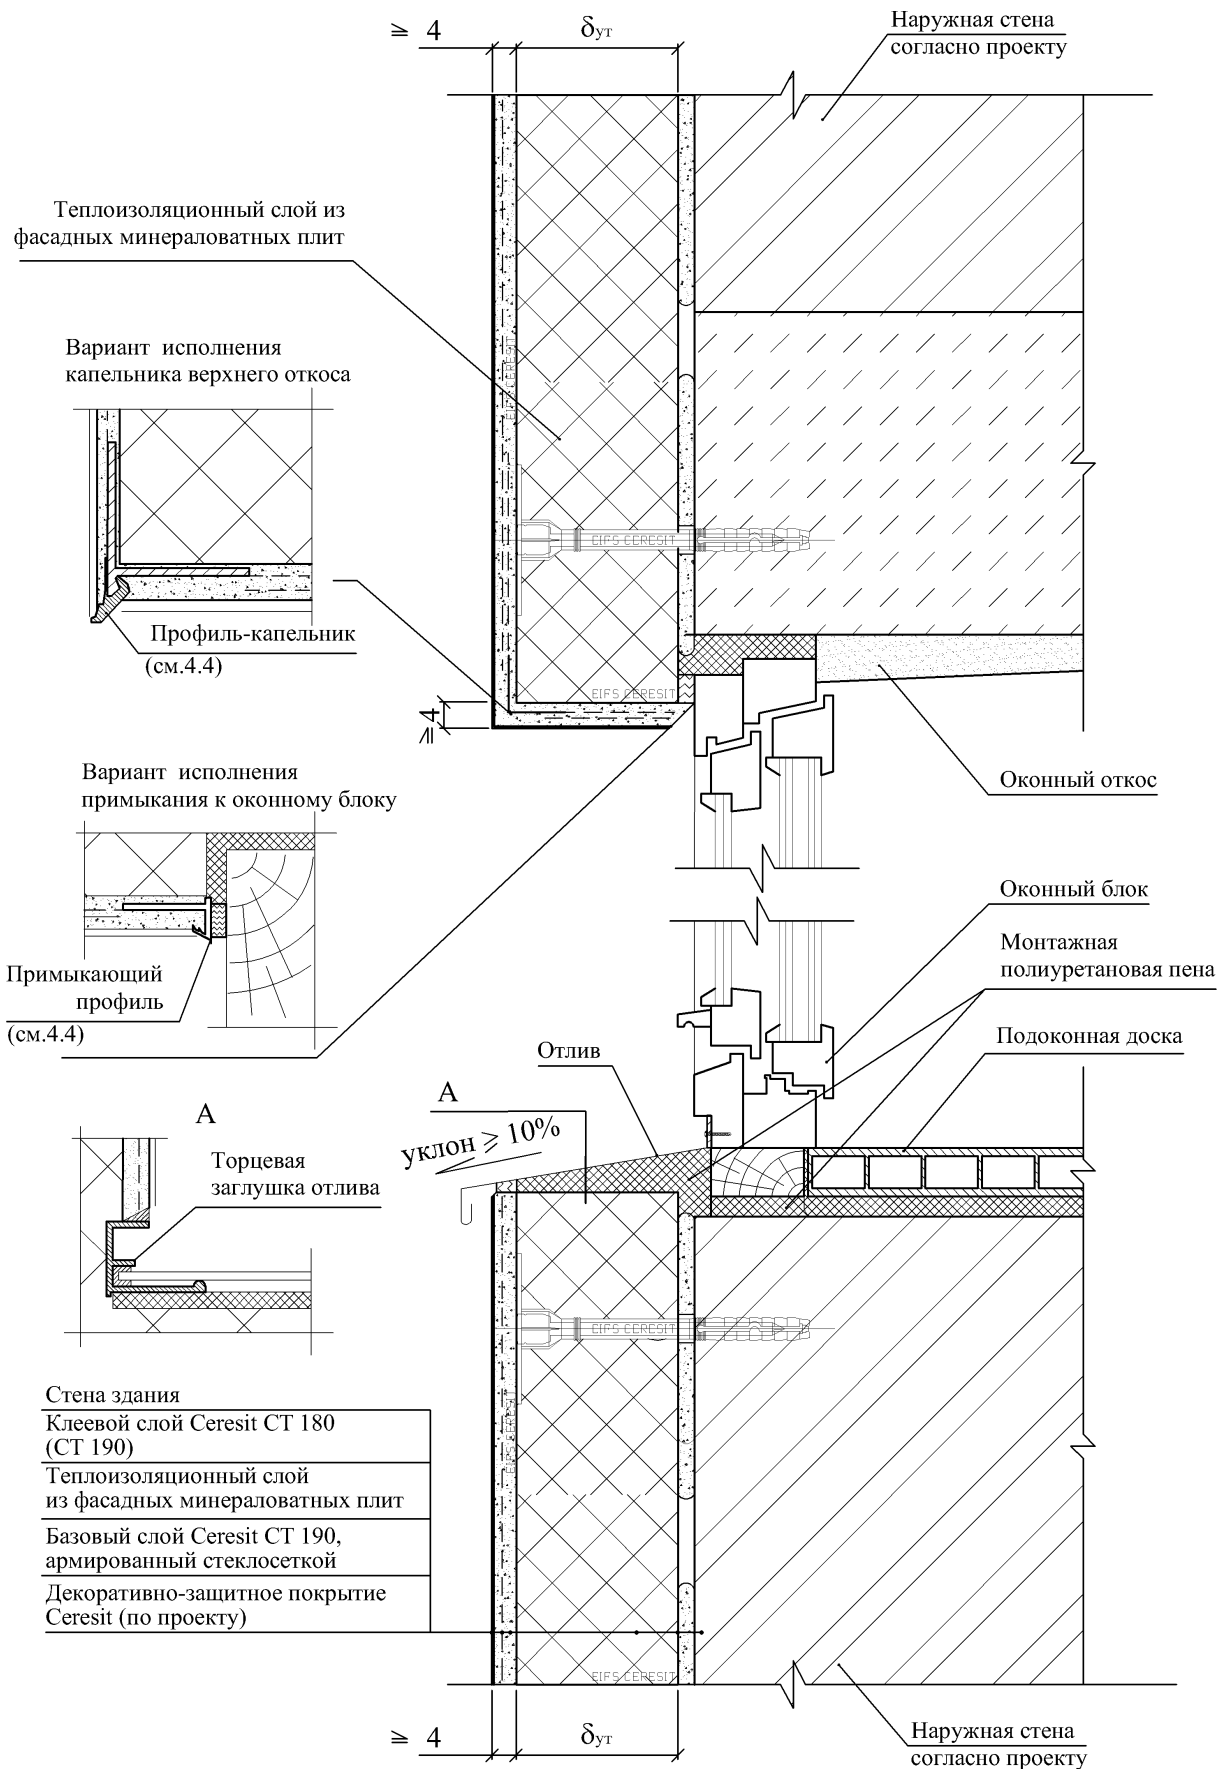 ≥ 4
δут
Наружная стена
согласно проекту
Теплоизоляционный слой из
фасадных минераловатных плит
Вариант исполнения
капельника верхнего откоса
EIFS CERESIT
EIFS CERESIT
Профиль-капельник
(см.4.4)
EIFS CERESIT
≥4
Оконный откос
Вариант исполнения
примыкания к оконному блоку
Оконный блок
Монтажная
полиуретановая пена
Примыкающий
профиль
(см.4.4)
Подоконная доска
Отлив
А
А
уклон ≥ 10%
Торцевая
заглушка отлива
EIFS CERESIT
Стена здания
Клеевой слой Ceresit CT 180
(CT 190)
Теплоизоляционный слой
из фасадных минераловатных плит
Базовый слой Ceresit CT 190,
армированный стеклосеткой
Декоративно-защитное покрытие
Ceresit (по проекту)
EIFS CERESIT
EIFS CERESIT
≥ 4
δут
Наружная стена
согласно проекту